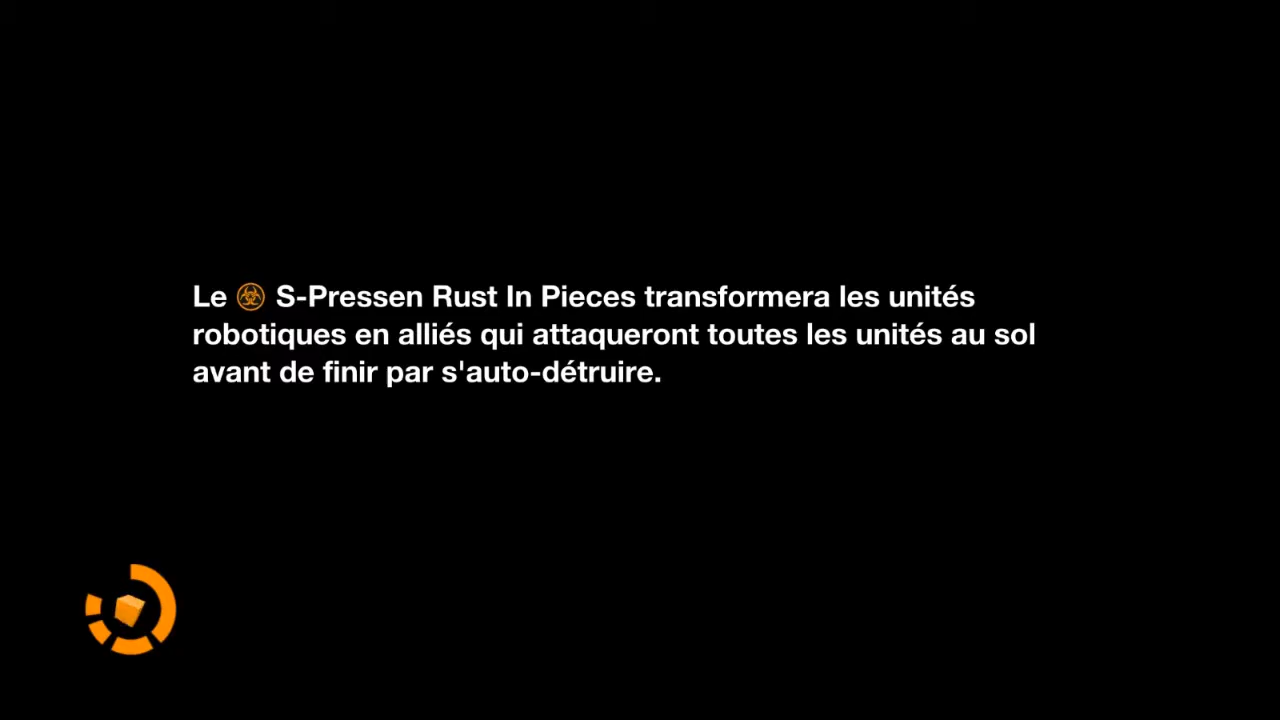 Le ☣ S-Pressen Rust In Pieces transformera les unités
robotiques en alliés qui attaqueront toutes les unités au sol
avant de finir par s'auto-détruire.